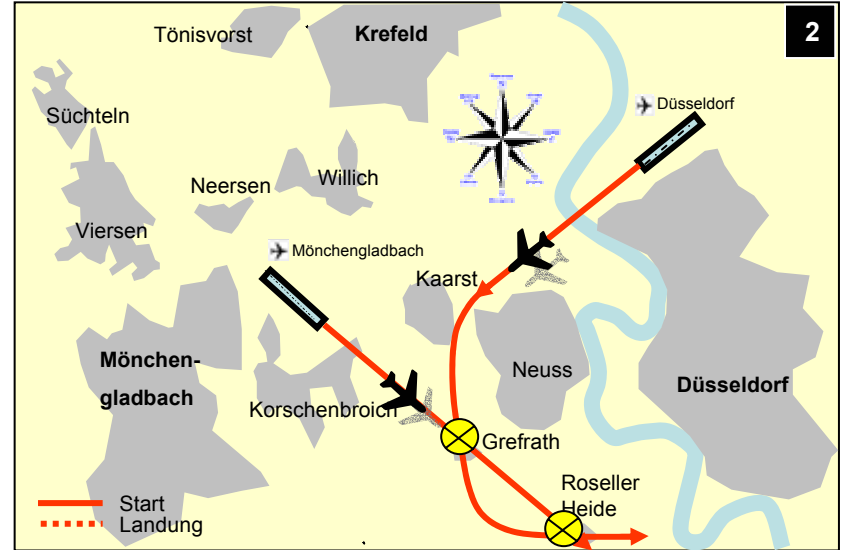 2
Tönisvorst
Krefeld
Düsseldorf
Süchteln
Neersen
Willich
Viersen
Mönchengladbach
Kaarst
Mönchen-
gladbach
Neuss
Düsseldorf
Korschenbroich
Grefrath
Roseller
Heide
Start
Landung